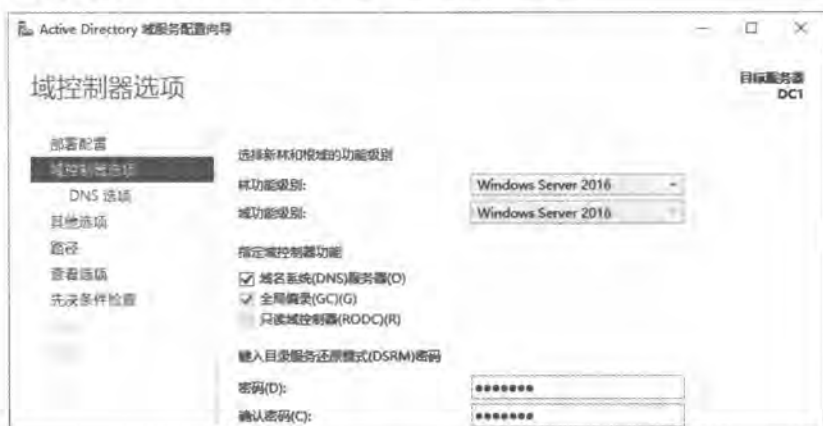 Active Directory 域服务配置向导
域控制器选项
目标服务器
DC1
部署配置
域控制器选项
DNS 选项
其他选项
路径
查看选项
先决条件检查
选择新林和根域的功能级别
林功能级别: Windows Server 2016
域功能级别: Windows Server 2016
指定域控制器功能
域名系统(DNS)服务器(O)
全局编录(GC)(G)
只读域控制器(RODC)(R)
键入目录服务还原模式(DSRM)密码
密码(D): ●●●●●●●
确认密码(C): ●●●●●●●